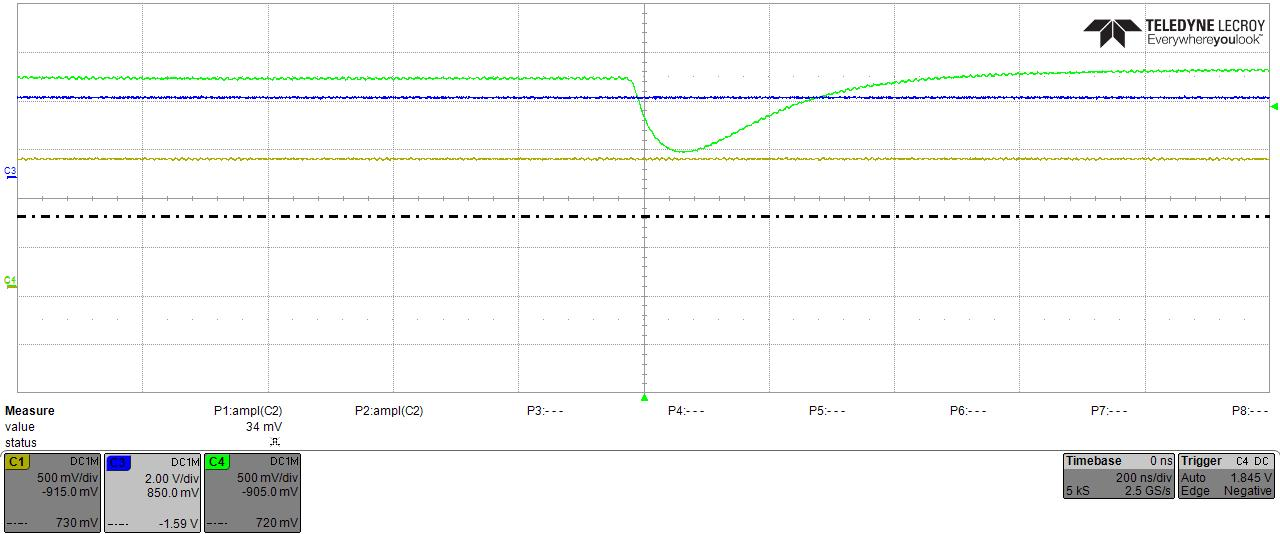 TELEDYNE LECROY
Everywhereyoulook™
C3
C4
Measure P1:ampl(C2) P2:ampl(C2) P3:--- P4:--- P5:--- P6:--- P7:--- P8:---
value 34 mV
status
C1 DC1M
500 mV/div
-915.0 mV
730 mV
C3 DC1M
2.00 V/div
850.0 mV
-1.59 V
C4 DC1M
500 mV/div
-905.0 mV
720 mV
Timebase 0 ns
200 ns/div
5 kS 2.5 GS/s
Trigger C4 DC
Auto 1.845 V
Edge Negative